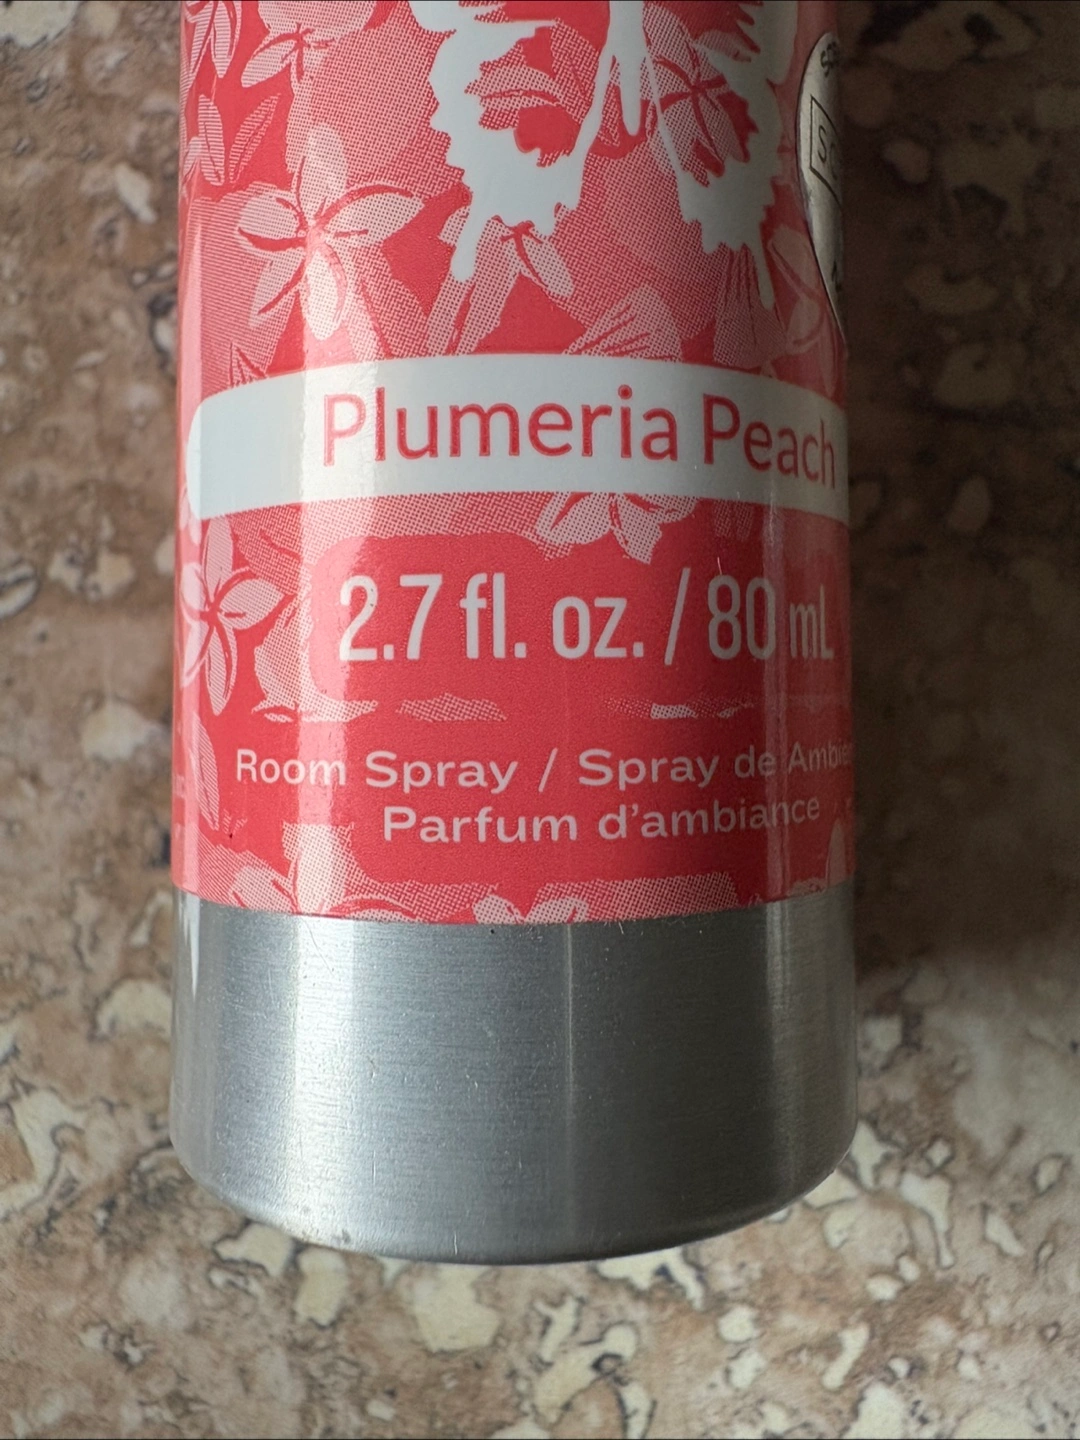 Plumeria Peach
2.7 fl. oz. / 80 mL
Room Spray / Spray de
Parfum d'ambiance